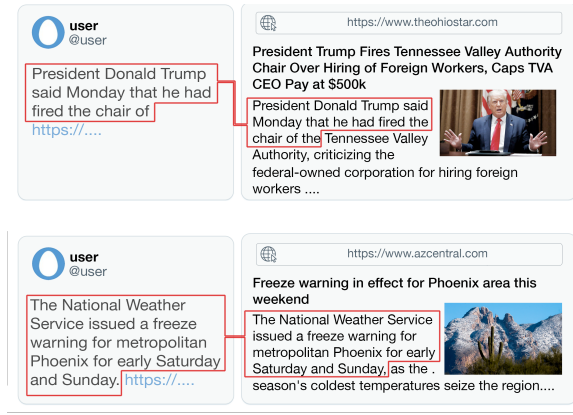 user
@user
President Donald Trump
said Monday that he had
fired the chair of
https://....
https://www.theohiostar.com
President Trump Fires Tennessee Valley Authority
Chair Over Hiring of Foreign Workers, Caps TVA
CEO Pay at $500k
President Donald Trump said
Monday that he had fired the
chair of the Tennessee Valley
Authority, criticizing the
federal-owned corporation for hiring foreign
workers ....
user
@user
The National Weather
Service issued a freeze
warning for metropolitan
Phoenix for early Saturday
and Sunday. https://....
https://www.azcentral.com
Freeze warning in effect for Phoenix area this
weekend
The National Weather Service
issued a freeze warning for
metropolitan Phoenix for early
Saturday and Sunday, as the .
season's coldest temperatures seize the region....